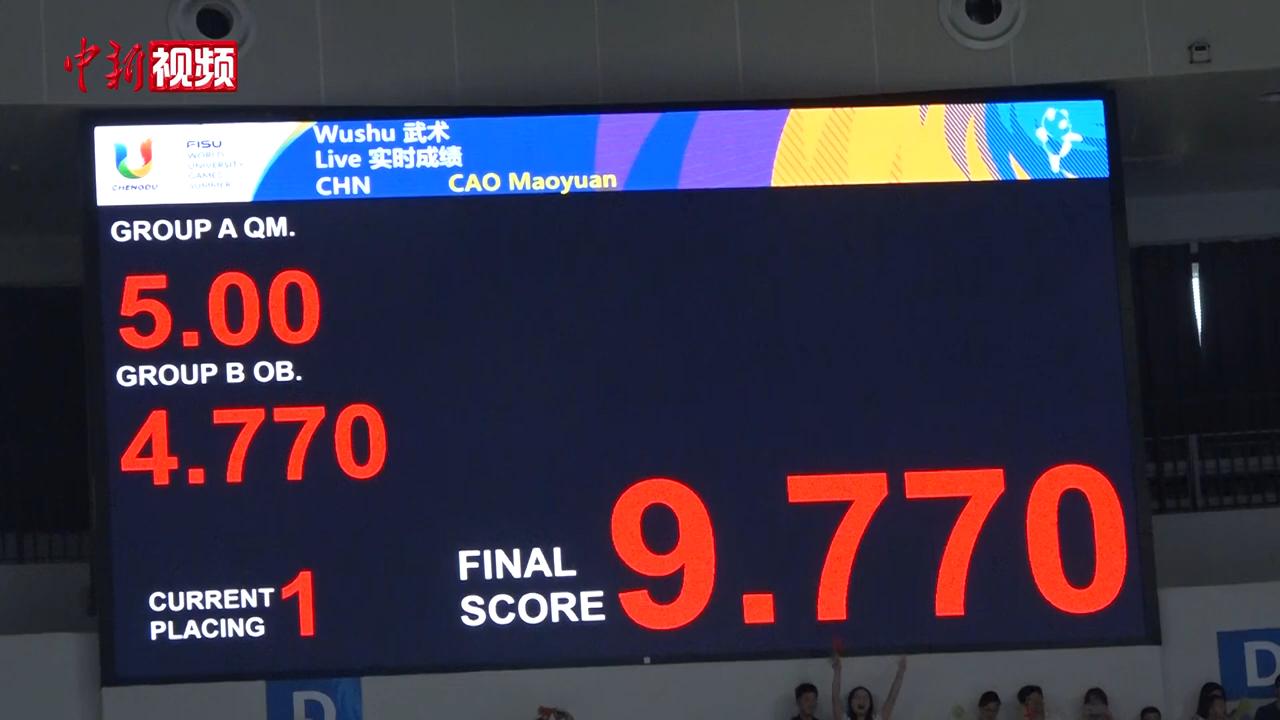 中新视频
Wushu 武术
Live 实时成绩
CHN CAO Maoyuan
CHENGDU
FISU
WORLD
UNIVERSITY
GAMES
SUMMER
GROUP A QM.
5.00
GROUP B OB.
4.770
CURRENT
PLACING 1
FINAL
SCORE 9.770
D
D